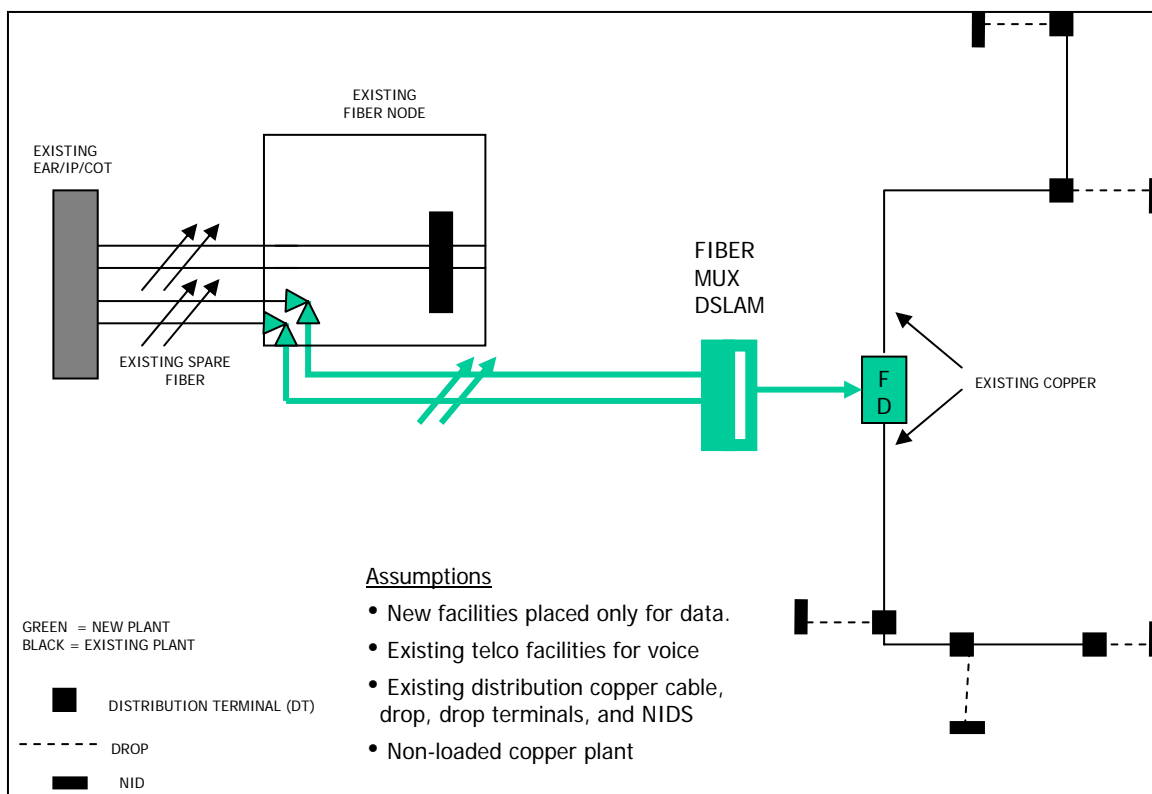 EXISTING
FIBER NODE
EXISTING
EAR/IP/COT
FIBER
MUX
DSLAM
EXISTING SPARE
FIBER
F
D
EXISTING COPPER
Assumptions
• New facilities placed only for data.
• Existing telco facilities for voice
• Existing distribution copper cable,
drop, drop terminals, and NIDS
• Non-loaded copper plant
GREEN = NEW PLANT
BLACK = EXISTING PLANT
DISTRIBUTION TERMINAL (DT)
DROP
NID